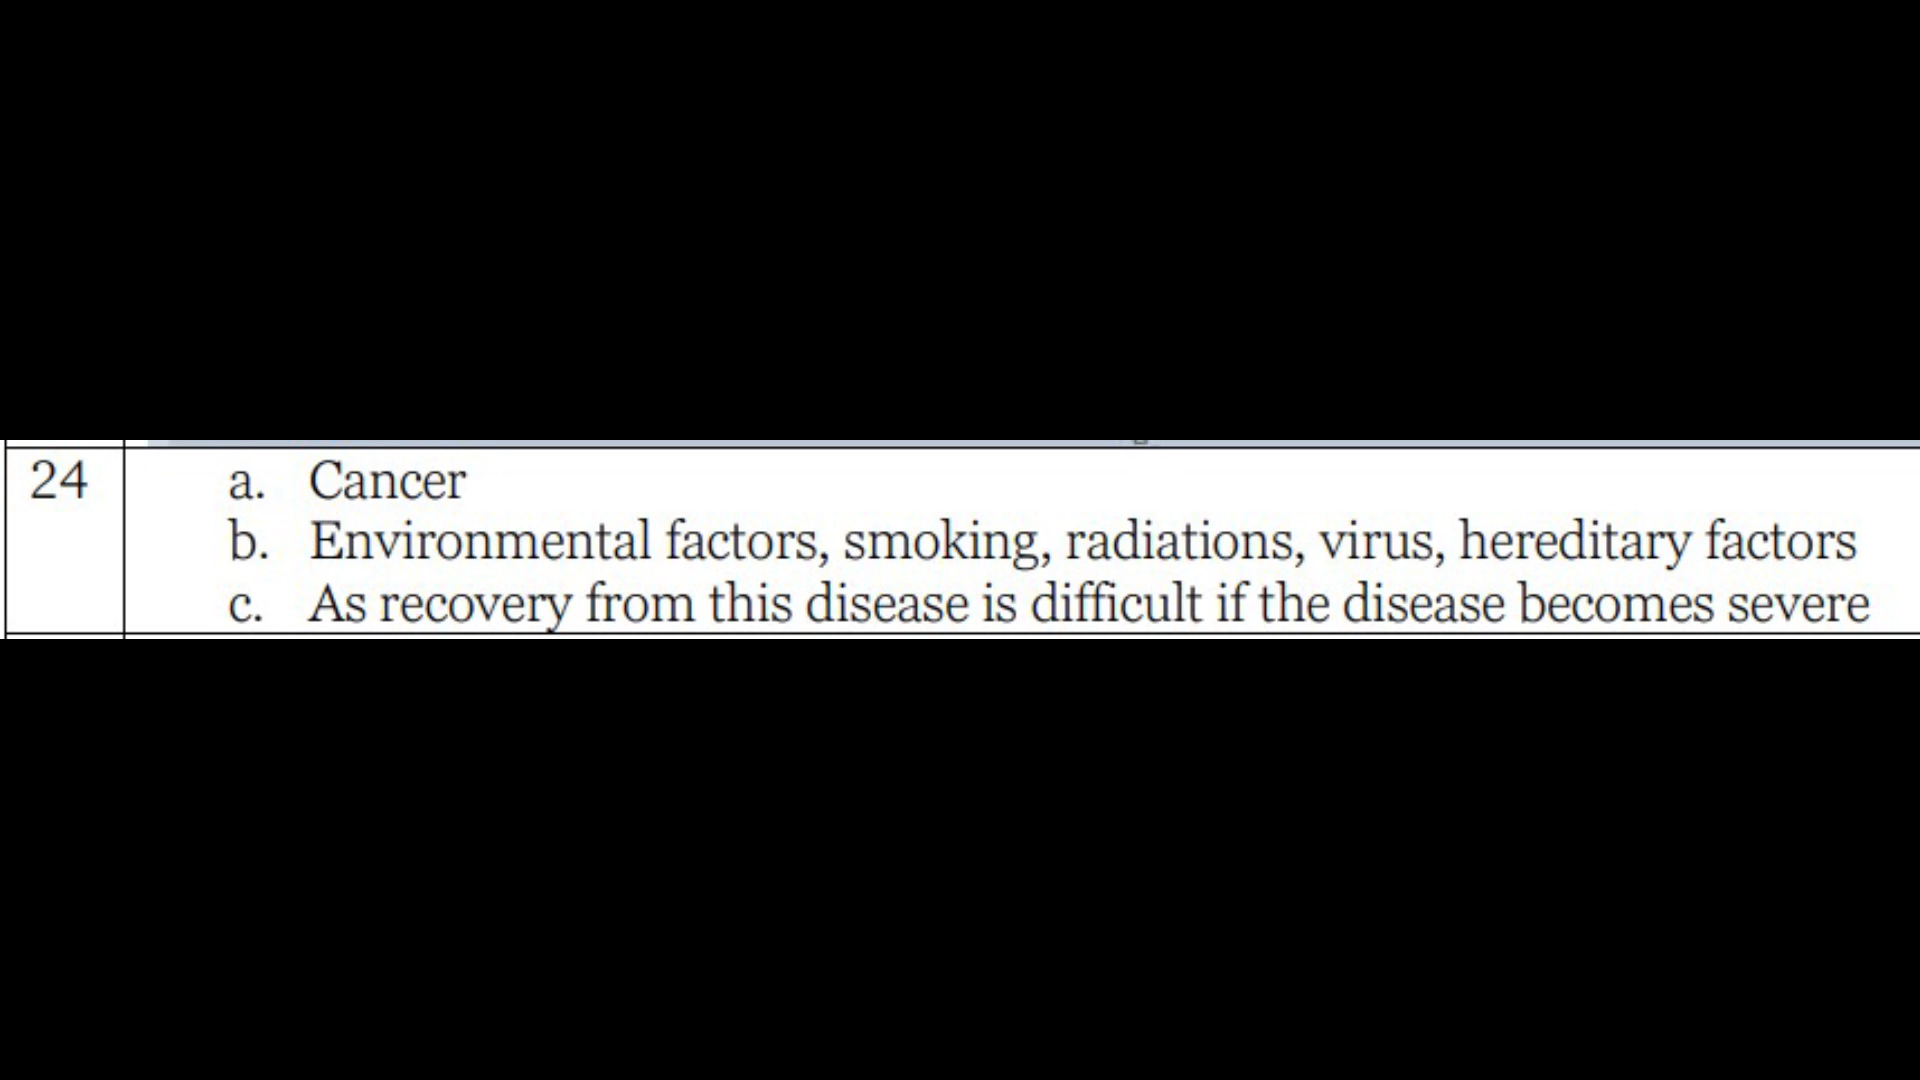 24 a. Cancer
b. Environmental factors, smoking, radiations, virus, hereditary factors
c. As recovery from this disease is difficult if the disease becomes severe